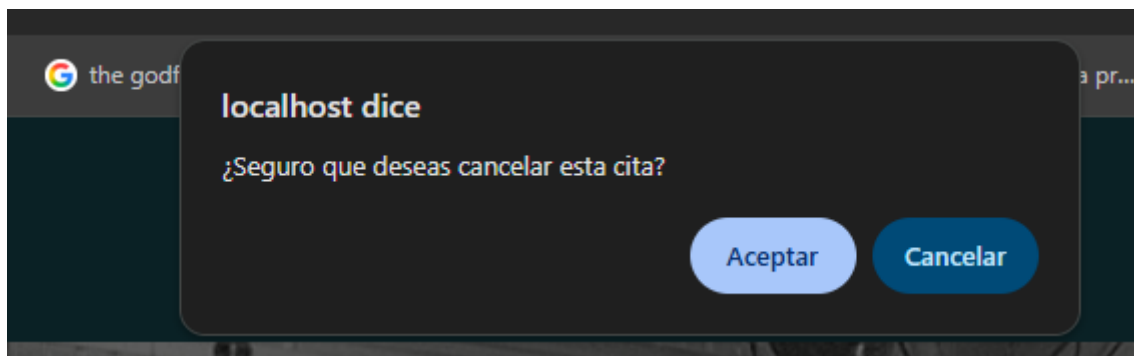 the godf
a pr...
localhost dice
¿Seguro que deseas cancelar esta cita?
Aceptar
Cancelar